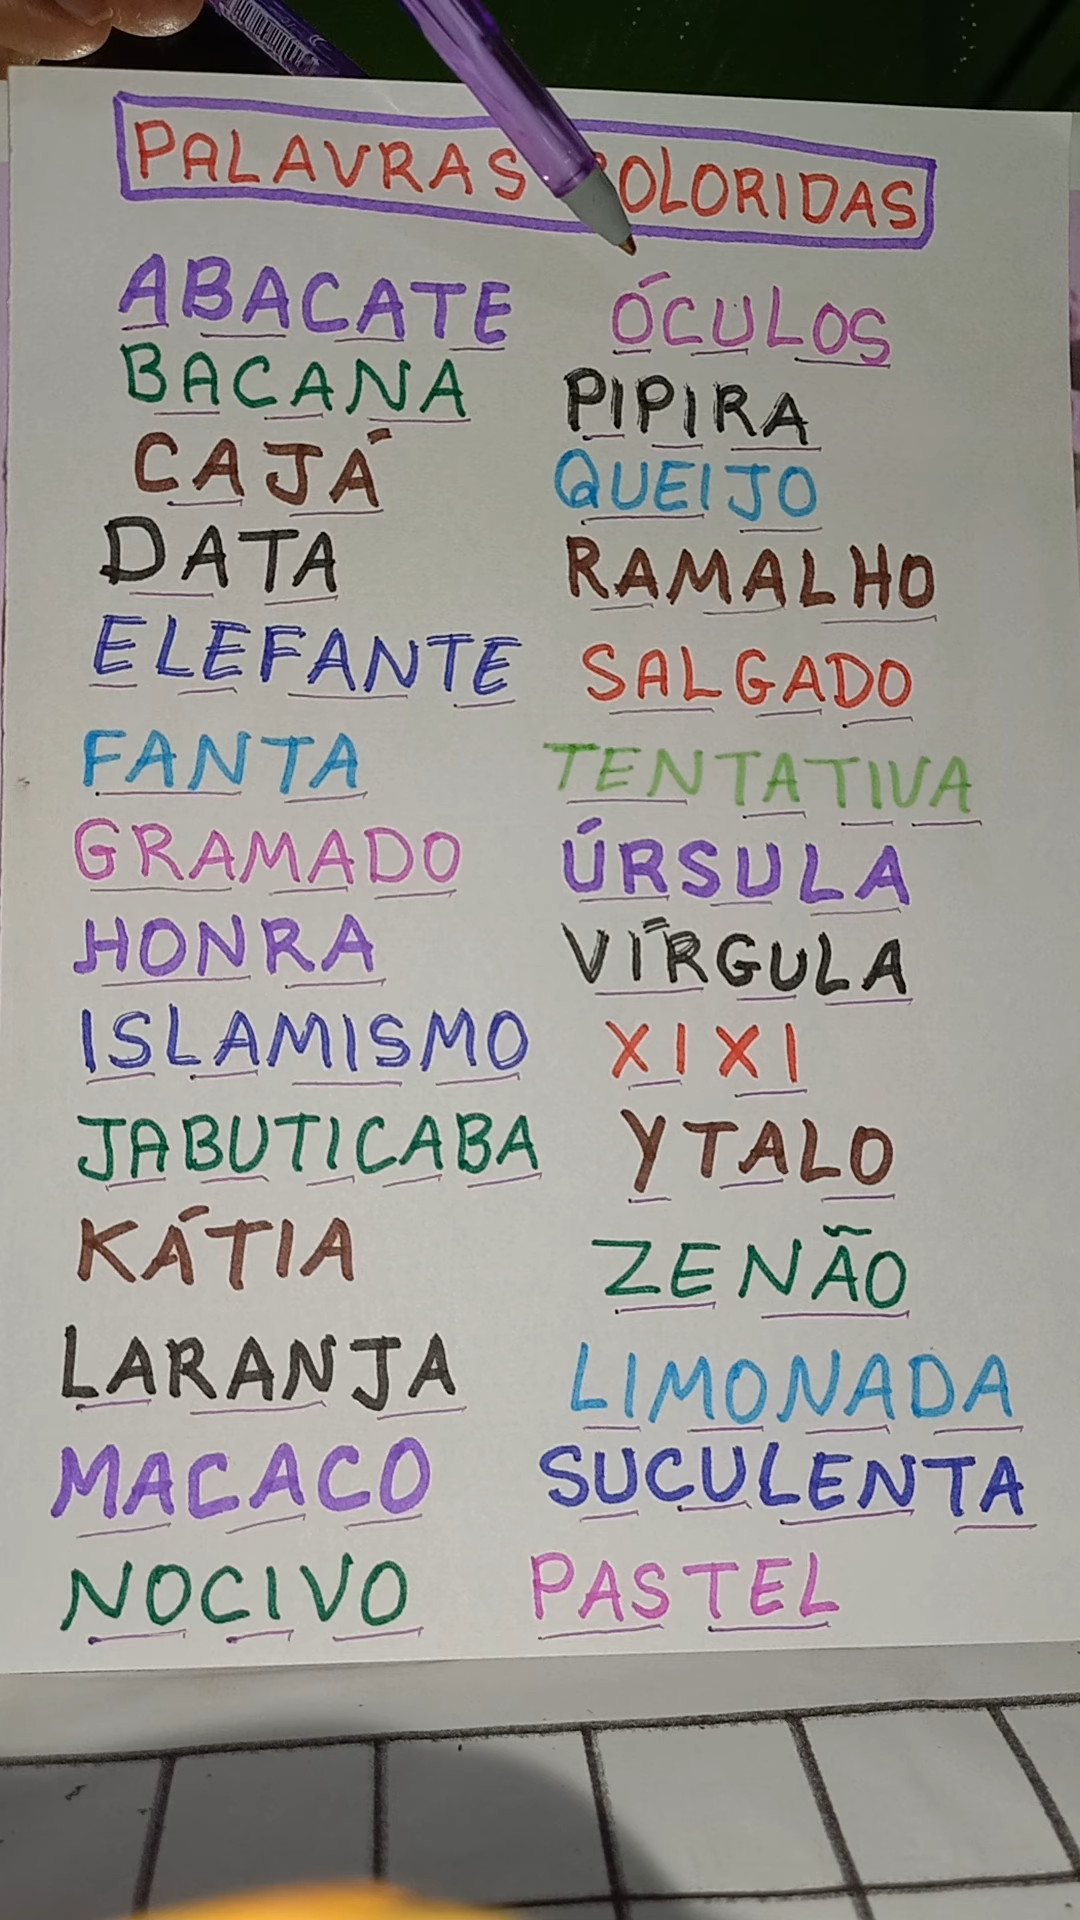 PALAVRAS COLORIDAS
ABACATE
BACANA
CAJÁ
DATA
ELEFANTE
FANTA
GRAMADO
HONRA
ISLAMISMO
JABUTICABA
KÁTIA
LARANJA
MACACO
NOCIVO
ÓCULOS
PIPIRA
QUEIJO
RAMALHO
SALGADO
TENTATIVA
ÚRSULA
VÍRGULA
XIXI
YTALO
ZENÃO
LIMONADA
SUCULENTA
PASTEL